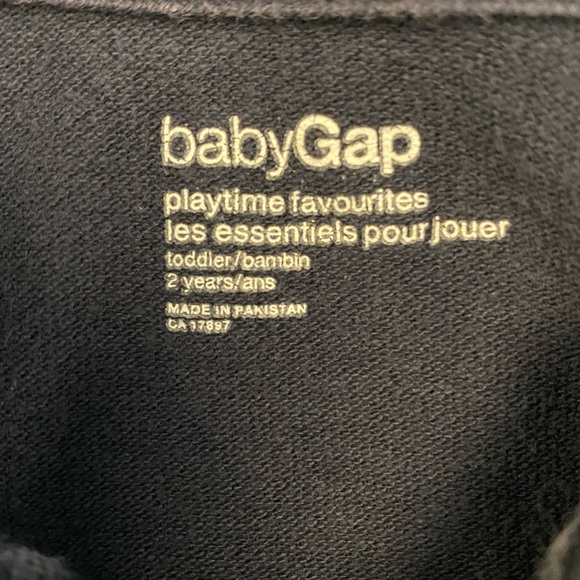 babyGap
playtime favourites
les essentiels pour jouer
toddler/bambin
2 years/ans
MADE IN PAKISTAN
CA 17897